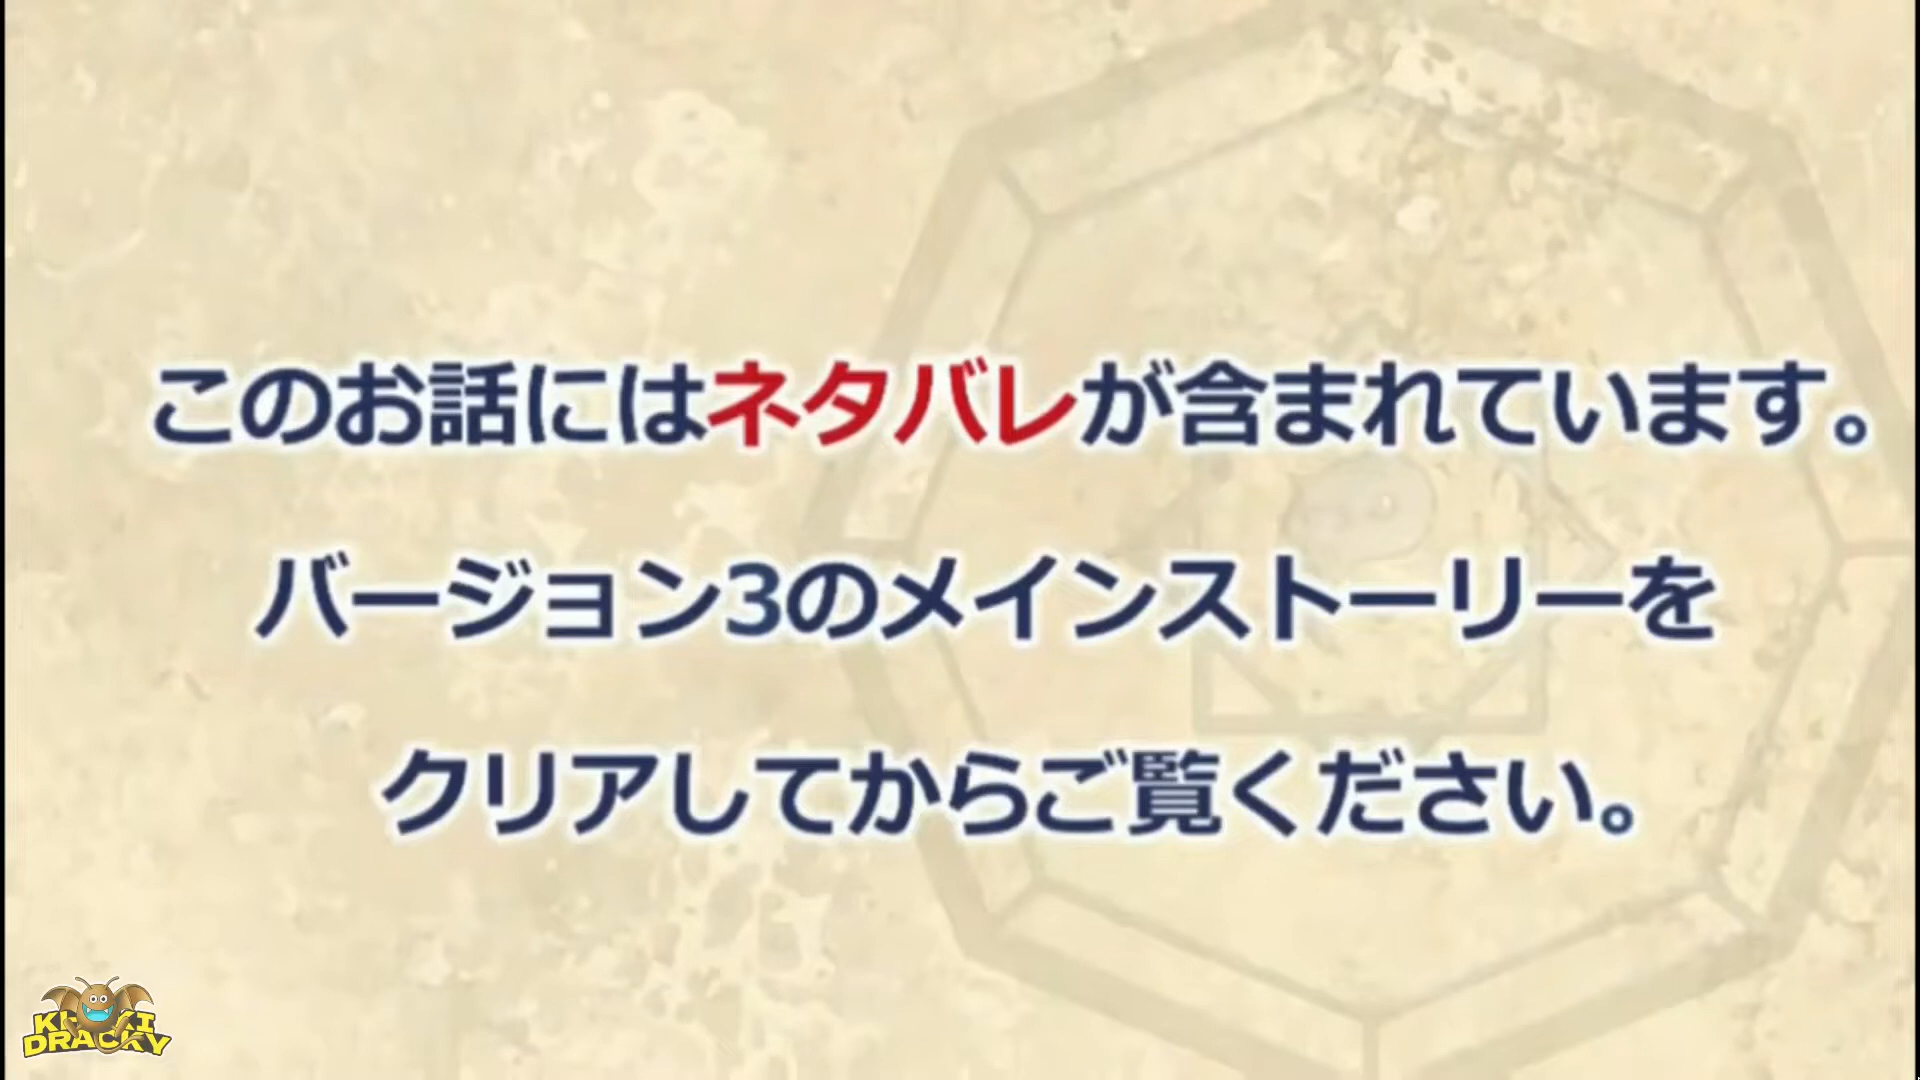 このお話にはネタバレが含まれています。
バージョン3のメインストーリーを
クリアしてからご覧ください。
DRACKY